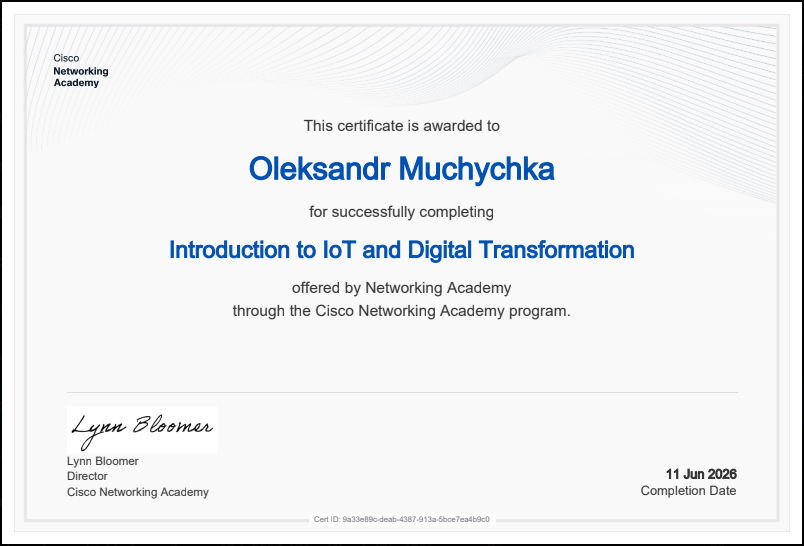 Cisco
Networking
Academy
This certificate is awarded to
Oleksandr Muchychka
for successfully completing
Introduction to IoT and Digital Transformation
offered by Networking Academy
through the Cisco Networking Academy program.
Lynn Bloomer
Lynn Bloomer
Director
Cisco Networking Academy
11 Jun 2026
Completion Date
Cert ID: 9a33e89c-deab-4387-913a-5bce7ea4b9c0